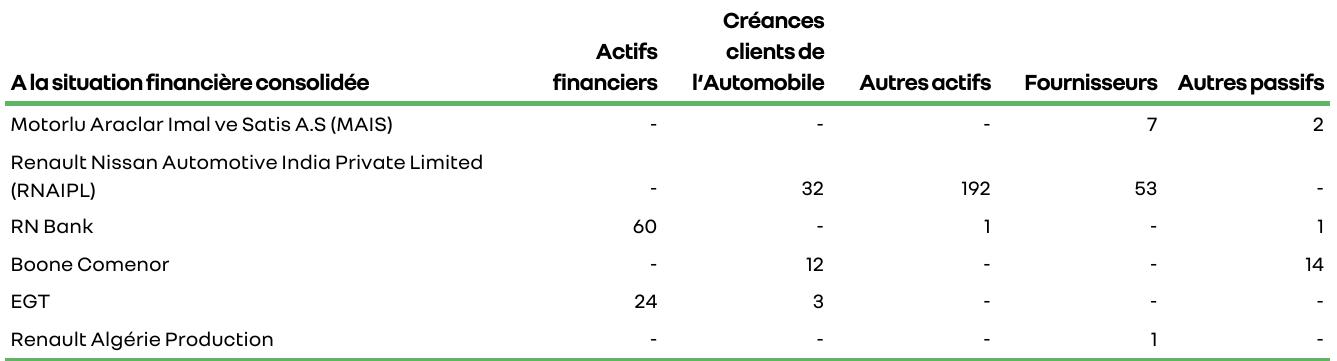 Créances
Actifs clients de
A la situation financière consolidée financiers l'Automobile Autres actifs Fournisseurs Autres passifs
Motorlu Araclar Imal ve Satis A.S (MAIS) - - - 7 2
Renault Nissan Automotive India Private Limited
(RNAIPL) - 32 192 53 -
RN Bank 60 - 1 - 1
Boone Comenor - 12 - - 14
EGT 24 3 - - -
Renault Algérie Production - - - 1 -